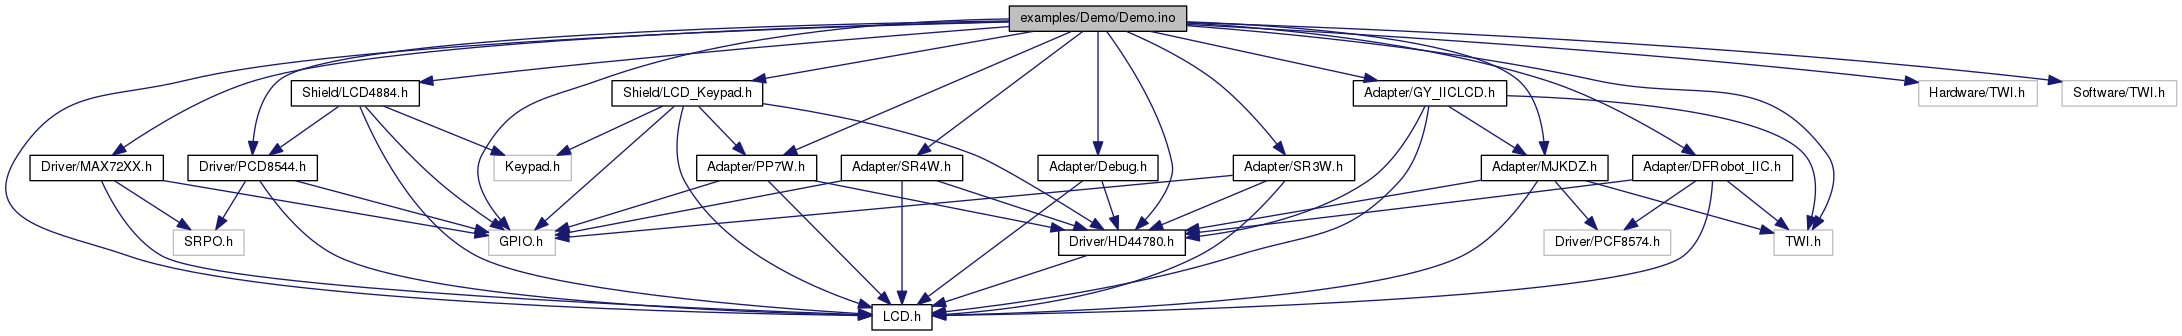 examples/Demo/Demo.ino
Shield/LCD4884.h
Shield/LCD_Keypad.h
Adapter/GY_IICLCD.h
Hardware/TWI.h
Software/TWI.h
Driver/MAX72XX.h
Driver/PCD8544.h
Keypad.h
Adapter/PP7W.h
Adapter/SR4W.h
Adapter/Debug.h
Adapter/SR3W.h
Adapter/MJKDZ.h
Adapter/DFRobot_IIC.h
SRPO.h
GPIO.h
Driver/HD44780.h
Driver/PCF8574.h
TWI.h
LCD.h